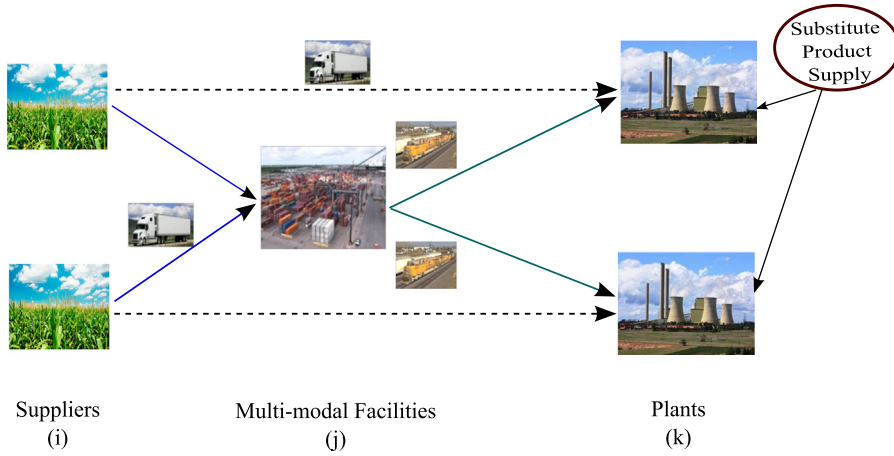 Substitute
Product
Supply
Suppliers
(i)
Multi-modal Facilities
(j)
Plants
(k)